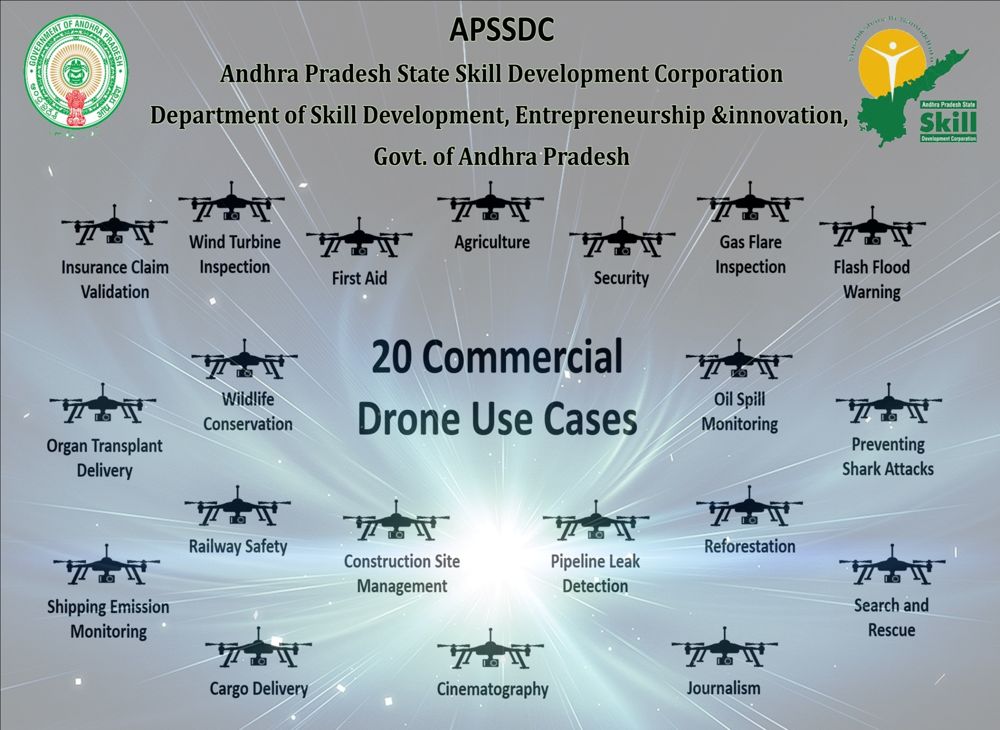 APSSDC
Andhra Pradesh State Skill Development Corporation
Department of Skill Development, Entrepreneurship &innovation,
Govt. of Andhra Pradesh
GOVERNMENT OF ANDHRA PRADESH
ఆంధ్రప్రదేశ్
आंध्र प्रदेश
Andhra Pradesh State
Skill
Development Corporation
Insurance Claim
Validation
Wind Turbine
Inspection
First Aid
Agriculture
Security
Gas Flare
Inspection
Flash Flood
Warning
20 Commercial
Drone Use Cases
Organ Transplant
Delivery
Wildlife
Conservation
Oil Spill
Monitoring
Preventing
Shark Attacks
Shipping Emission
Monitoring
Railway Safety
Construction Site
Management
Pipeline Leak
Detection
Reforestation
Search and
Rescue
Cargo Delivery
Cinematography
Journalism